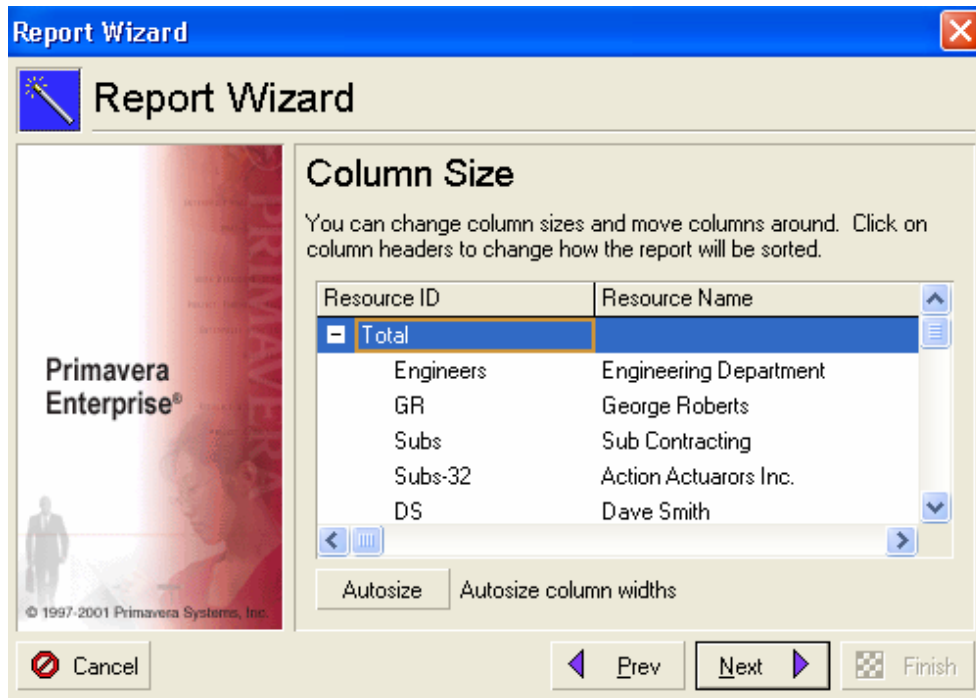 Report Wizard
Report Wizard
PRIMAVERA
Primavera
Enterprise®
© 1997-2001 Primavera Systems, Inc.
Column Size
You can change column sizes and move columns around. Click on
column headers to change how the report will be sorted.
Resource ID Resource Name
Total
Engineers Engineering Department
GR George Roberts
Subs Sub Contracting
Subs-32 Action Actuarors Inc.
DS Dave Smith
Autosize Autosize column widths
Cancel Prev Next Finish